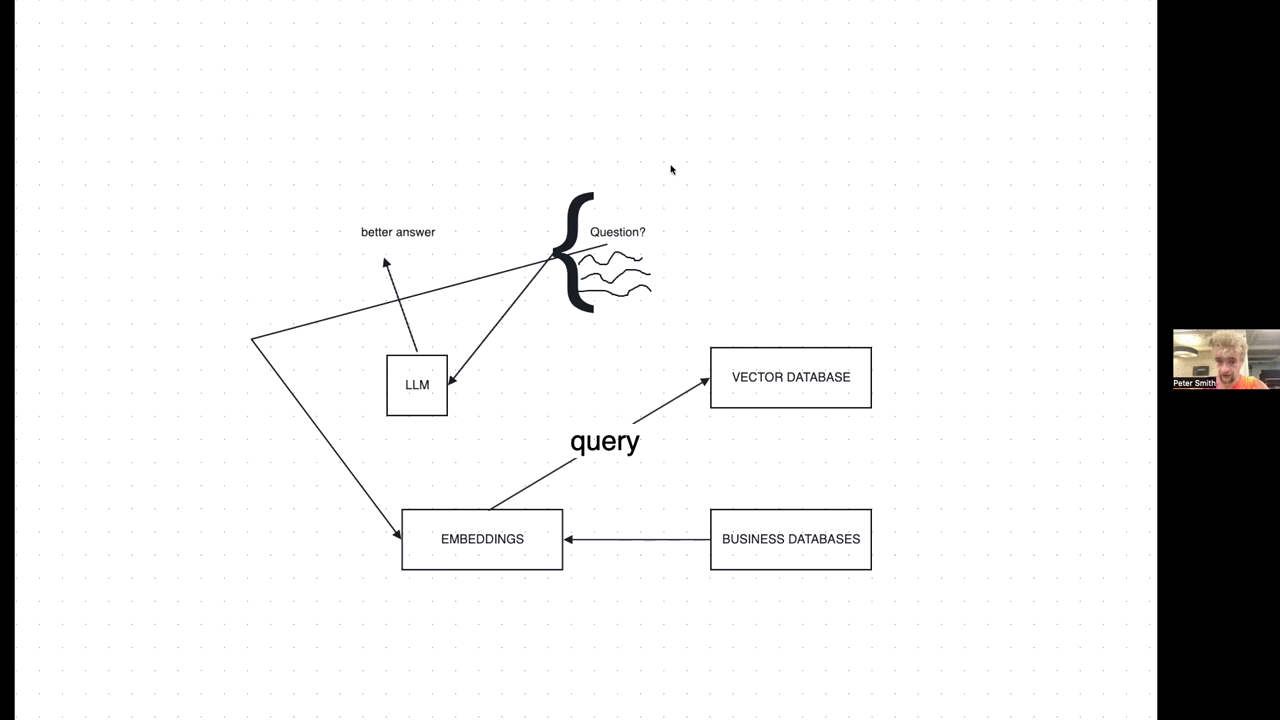 better answer
Question?
LLM
VECTOR DATABASE
query
EMBEDDINGS
BUSINESS DATABASES
Peter Smith